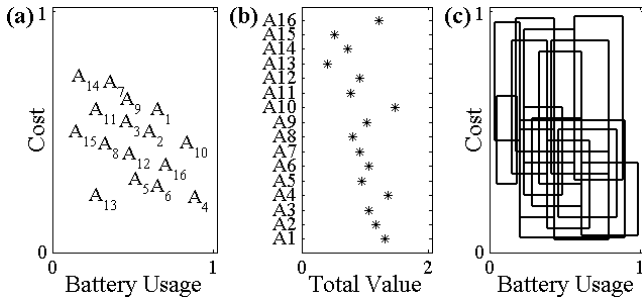 (a)
1
Cost
0
A14
A7
A9
A11
A1
A3
A15
A2
A8
A10
A12
A16
A5
A6
A13
A4
0
1
Battery Usage
(b)
A16
A15
A14
A13
A12
A11
A10
A9
A8
A7
A6
A5
A4
A3
A2
A1
0
2
Total Value
(c)
1
Cost
0
0
1
Battery Usage